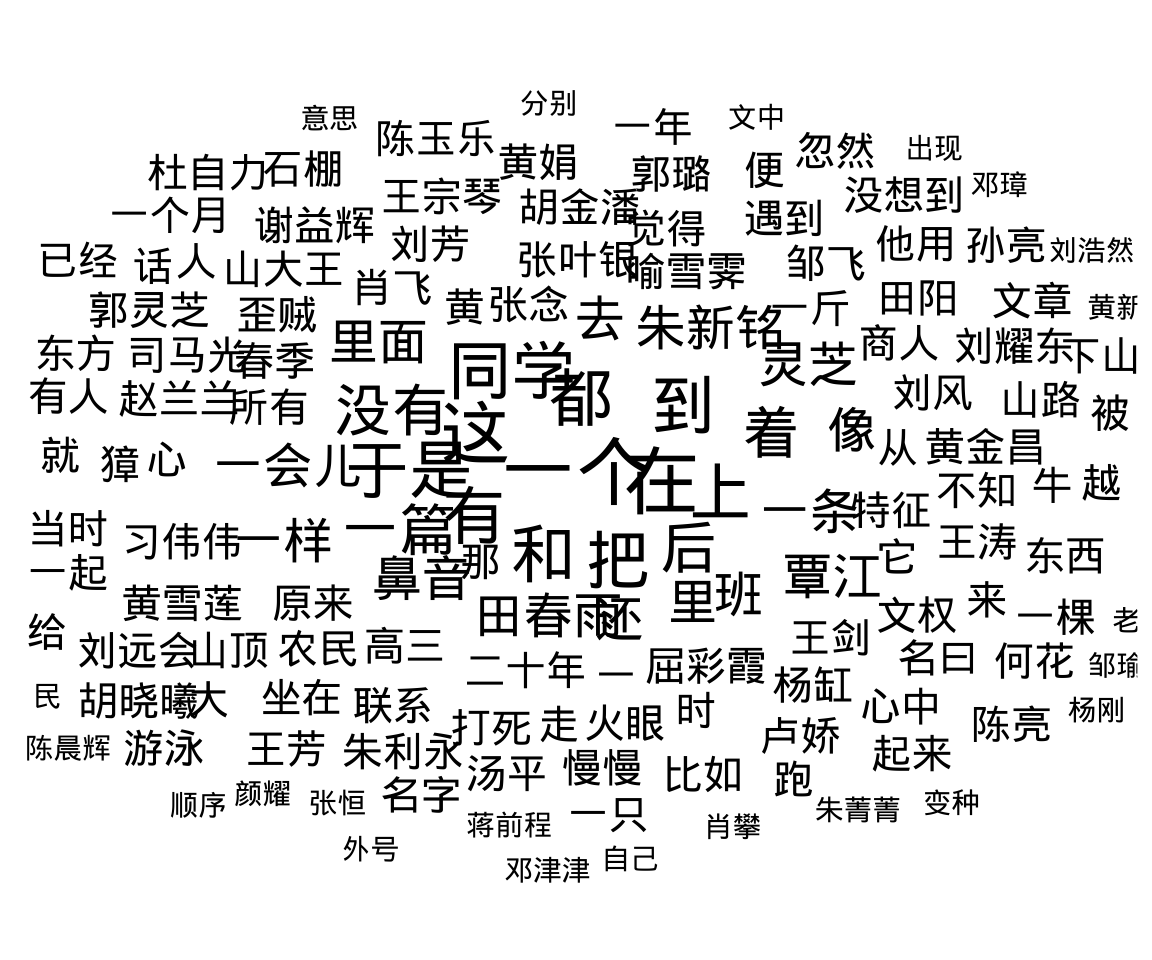 分别
意思 陈玉乐 一年 文中
杜自力 石棚 黄娟 郭璐 便 忽然 出现
一个月 谢益辉 王宗琴 胡金潘 觉得 遇到 没想到 邓璋
已经 话 人 山大王 刘芳 张叶银 喻雪霁 邹飞 他用 孙亮 刘浩然
郭灵芝 歪贼 肖飞 黄 张念 去 朱新铭 一斤 田阳 文章 黄新
东方 司马光 春季 里面 同学 灵芝 商人 刘耀东 下山
有人 赵兰兰 所有 没有 这 都 到 着 像 刘风 山路 被
就 獐 心 一会儿 于是 一个 在 上 从 黄金昌
当时 习伟伟 一样 一篇 有 一条 特征 不知 牛 越
一起 鼻音 那 和 把 后 覃江 它 王涛 东西
给 黄雪莲 原来 田春雨 还 里 班 文权 来 一棵 老
刘远会 山顶 农民 高三 二十年 一 屈彩霞 王剑 名曰 何花 邹瑜
民 胡晓曦 大 坐在 联系 打死 走 火眼 时 杨缸 心中 陈亮 杨刚
陈晨辉 游泳 王芳 朱利永 汤平 慢慢 比如 卢娇 起来
顺序 颜耀 张恒 名字 蒋前程 一只 肖攀 跑 朱菁菁 变种
外号 邓津津 自己